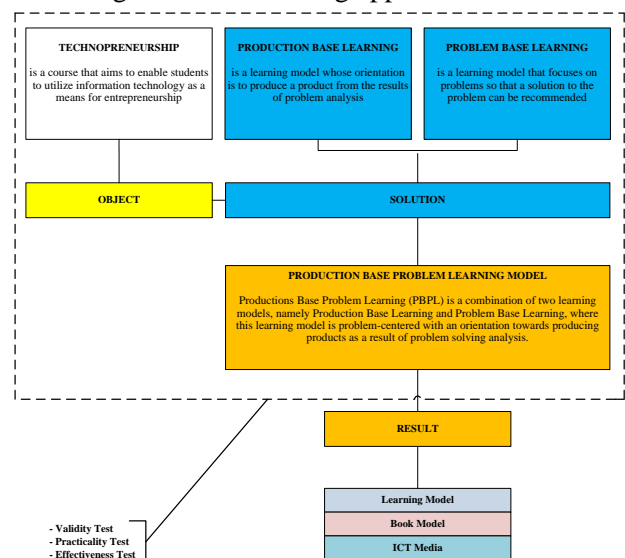 TECHNOPRENEURSHIP
is a course that aims to enable students
to utilize information technology as a
means for entrepreneurship
PRODUCTION BASE LEARNING
is a learning model whose orientation
is to produce a product from the results
of problem analysis
PROBLEM BASE LEARNING
is a learning model that focuses on
problems so that a solution to the
problem can be recommended
OBJECT
SOLUTION
PRODUCTION BASE PROBLEM LEARNING MODEL
Productions Base Problem Learning (PBPL) is a combination of two learning
models, namely Production Base Learning and Problem Base Learning, where
this learning model is problem-centered with an orientation towards producing
products as a result of problem solving analysis.
RESULT
Learning Model
Book Model
ICT Media
- Validity Test
- Practicality Test
- Effectiveness Test